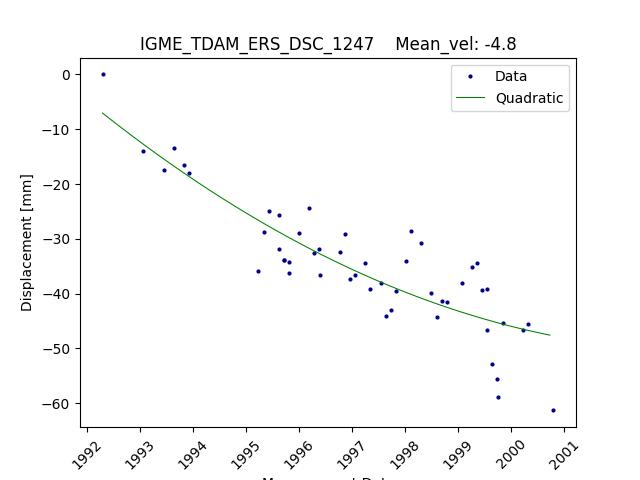 IGME_TDAM_ERS_DSC_1247    Mean_vel: -4.8
Data
Quadratic
0
−10
−20
−30
−40
−50
−60
Displacement [mm]
1992 1993 1994 1995 1996 1997 1998 1999 2000 2001